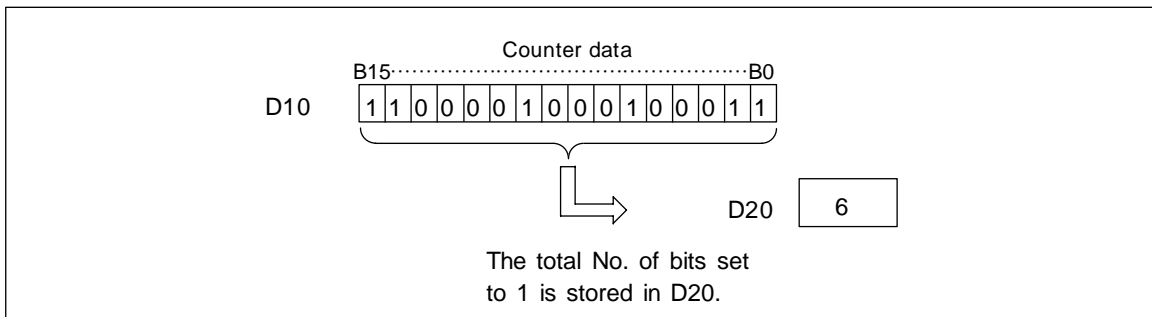 Counter data
B15·············································B0
D10 1 1 0 0 0 0 1 0 0 0 1 0 0 0 1 1
D20 6
The total No. of bits set
to 1 is stored in D20.